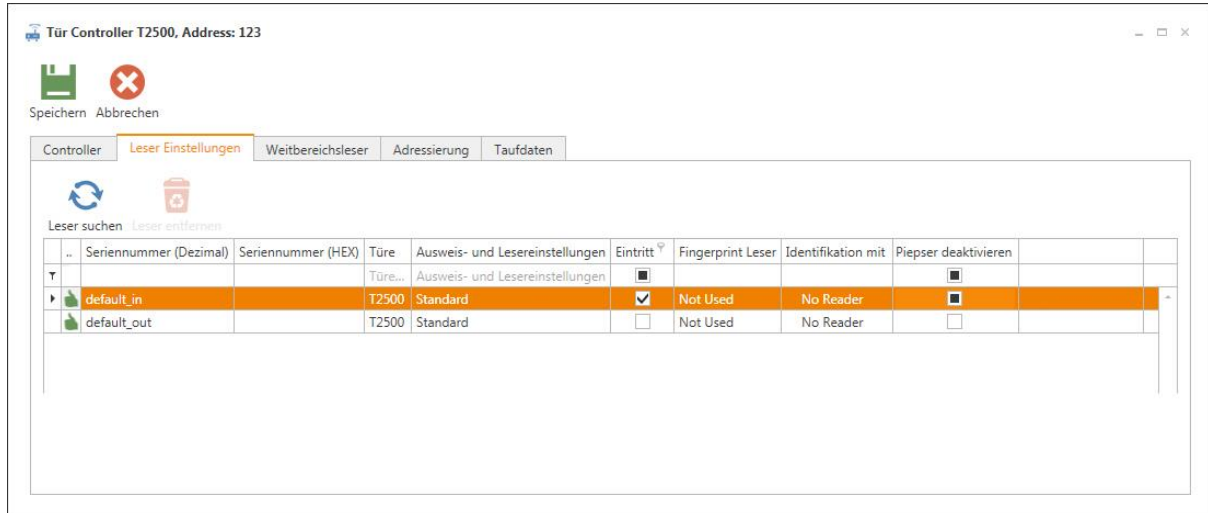 Tür Controller T2500, Address: 123
Speichern Abbrechen
Controller Leser Einstellungen Weitbereichsleser Adressierung Taufdaten
Leser suchen Leser entfernen
.. Seriennummer (Dezimal) Seriennummer (HEX) Türe Ausweis- und Lesereinstellungen Eintritt Fingerprint Leser Identifikation mit Piepser deaktivieren
Türe... Ausweis- und Lesereinstellungen
default_in T2500 Standard Not Used No Reader
default_out T2500 Standard Not Used No Reader